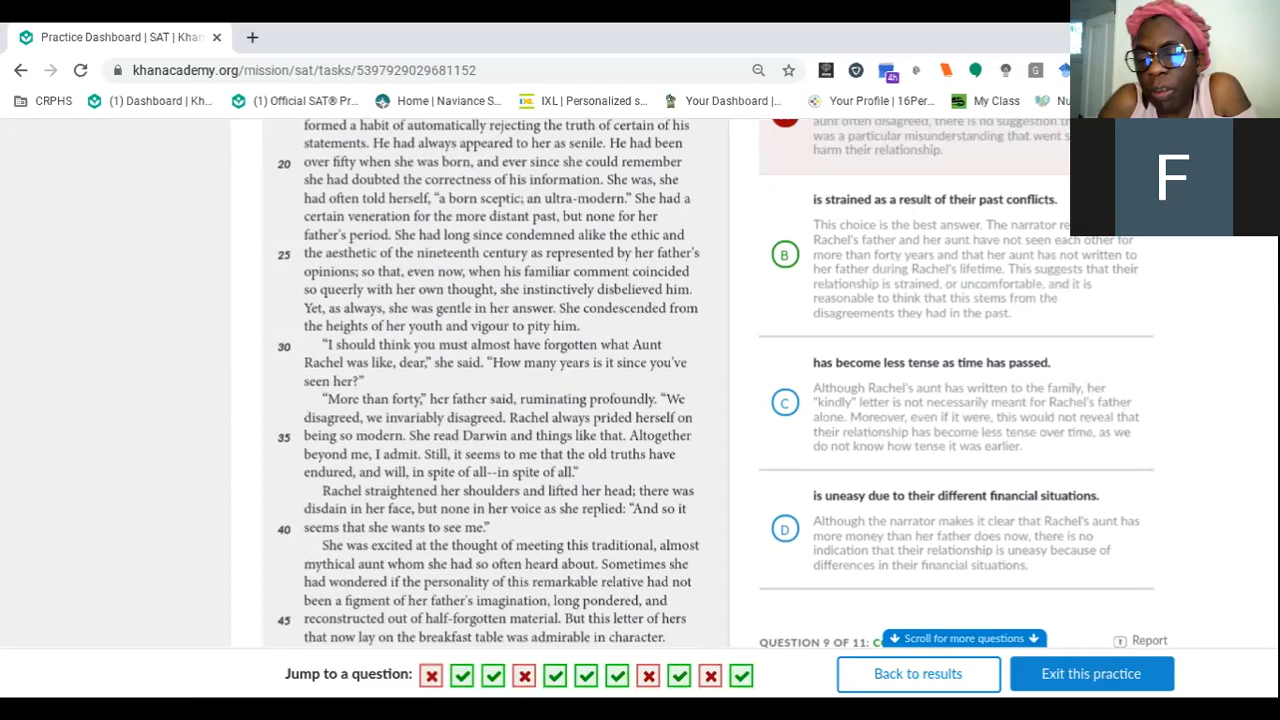 Practice Dashboard | SAT | Khan
khanacademy.org/mission/sat/tasks/5397929029681152
4h
G
CRPHS
(1) Dashboard | Kh...
(1) Official SAT® Pr...
Home | Naviance S...
IXL | Personalized s...
Your Dashboard |...
Your Profile | 16Per...
My Class
Nu
formed a habit of automatically rejecting the truth of certain of his
statements. He had always appeared to her as senile. He had been
20 over fifty when she was born, and ever since she could remember
she had doubted the correctness of his information. She was, she
had often told herself, “a born sceptic; an ultra-modern.” She had a
certain veneration for the more distant past, but none for her
father's period. She had long since condemned alike the ethic and
25 the aesthetic of the nineteenth century as represented by her father's
opinions; so that, even now, when his familiar comment coincided
so queerly with her own thought, she instinctively disbelieved him.
Yet, as always, she was gentle in her answer. She condescended from
the heights of her youth and vigour to pity him.
30 “I should think you must almost have forgotten what Aunt
Rachel was like, dear,” she said. “How many years is it since you've
seen her?”
“More than forty,” her father said, ruminating profoundly. “We
disagreed, we invariably disagreed. Rachel always prided herself on
35 being so modern. She read Darwin and things like that. Altogether
beyond me, I admit. Still, it seems to me that the old truths have
endured, and will, in spite of all--in spite of all.”
Rachel straightened her shoulders and lifted her head; there was
disdain in her face, but none in her voice as she replied: “And so it
40 seems that she wants to see me.”
She was excited at the thought of meeting this traditional, almost
mythical aunt whom she had so often heard about. Sometimes she
had wondered if the personality of this remarkable relative had not
been a figment of her father's imagination, long pondered, and
45 reconstructed out of half-forgotten material. But this letter of hers
that now lay on the breakfast table was admirable in character.
aunt often disagreed, there is no suggestion
was a particular misunderstanding that went
harm their relationship.
is strained as a result of their past conflicts.
B
This choice is the best answer. The narrator
Rachel's father and her aunt have not seen each other for
more than forty years and that her aunt has not written to
her father during Rachel's lifetime. This suggests that their
relationship is strained, or uncomfortable, and it is
reasonable to think that this stems from the
disagreements they had in the past.
has become less tense as time has passed.
C
Although Rachel's aunt has written to the family, her
"kindly" letter is not necessarily meant for Rachel's father
alone. Moreover, even if it were, this would not reveal that
their relationship has become less tense over time, as we
do not know how tense it was earlier.
is uneasy due to their different financial situations.
D
Although the narrator makes it clear that Rachel's aunt has
more money than her father does now, there is no
indication that their relationship is uneasy because of
differences in their financial situations.
QUESTION 9 OF 11:
Scroll for more questions
Report
Jump to a question:
Back to results
Exit this practice
F